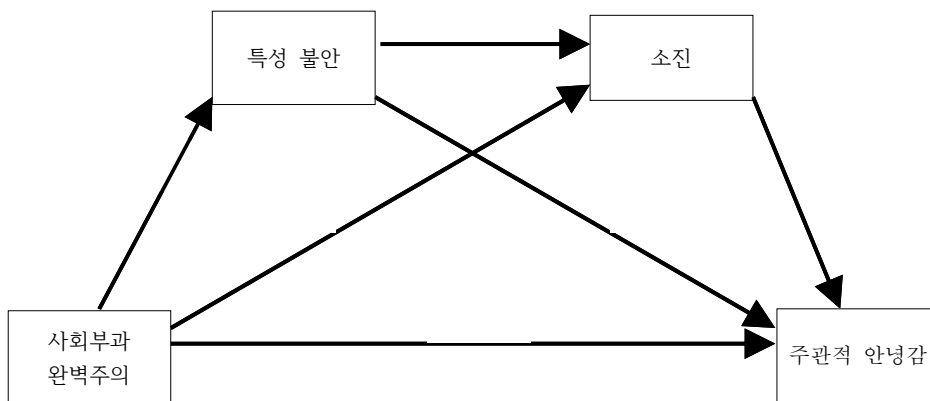 특성 불안
소진
사회부과
완벽주의
주관적 안녕감